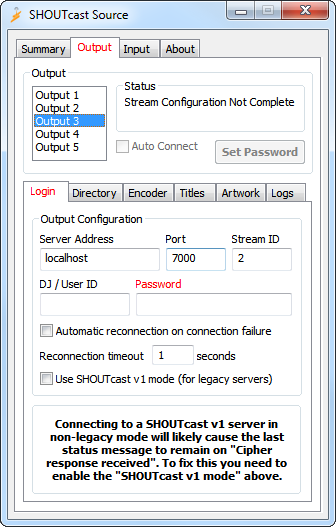 SHOUTcast Source
Summary Output Input About
Output
Output 1
Output 2
Output 3
Output 4
Output 5
Status
Stream Configuration Not Complete
Auto Connect
Set Password
Login Directory Encoder Titles Artwork Logs
Output Configuration
Server Address Port Stream ID
localhost 7000 2
DJ / User ID Password
Automatic reconnection on connection failure
Reconnection timeout 1 seconds
Use SHOUTcast v1 mode (for legacy servers)
Connecting to a SHOUTcast v1 server in
non-legacy mode will likely cause the last
status message to remain on "Cipher
response received". To fix this you need to
enable the "SHOUTcast v1 mode" above.